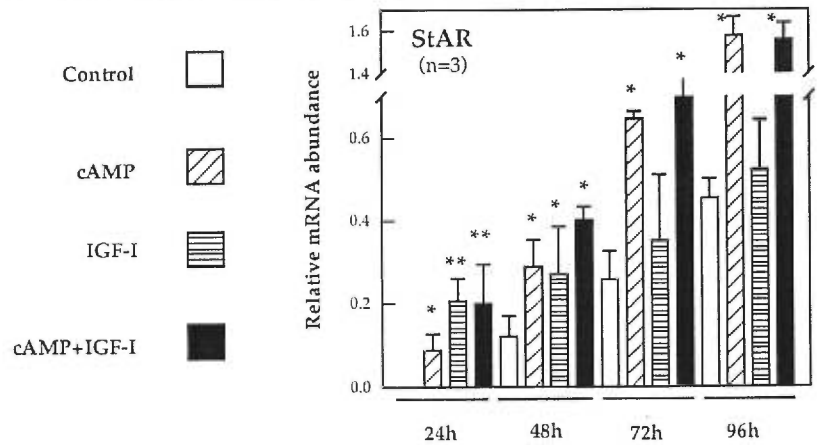 Control
cAMP
IGF-I
cAMP+IGF-I
Relative mRNA abundance
StAR
(n=3)
1.6
1.4
0.6
0.4
0.2
0.0
* ** **
* * *
* *
* *
24h 48h 72h 96h